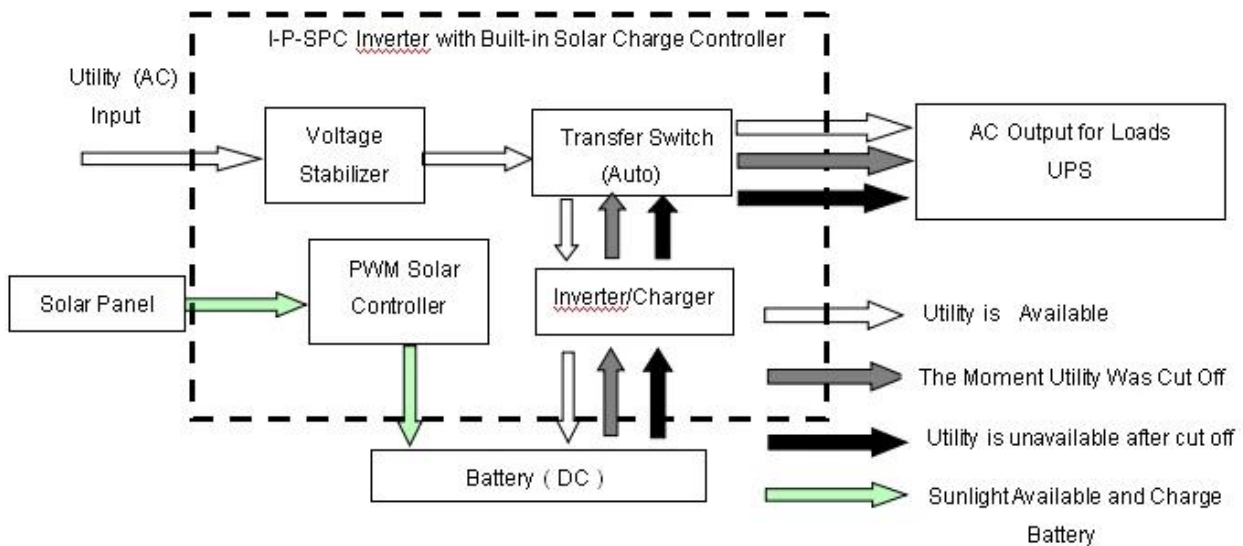 I-P-SPC Inverter with Built-in Solar Charge Controller
Utility (AC)
Input
Voltage
Stabilizer
Transfer Switch
(Auto)
AC Output for Loads
UPS
Solar Panel
PWM Solar
Controller
Inverter/Charger
Battery ( DC )
Utility is Available
The Moment Utility Was Cut Off
Utility is unavailable after cut off
Sunlight Available and Charge
Battery